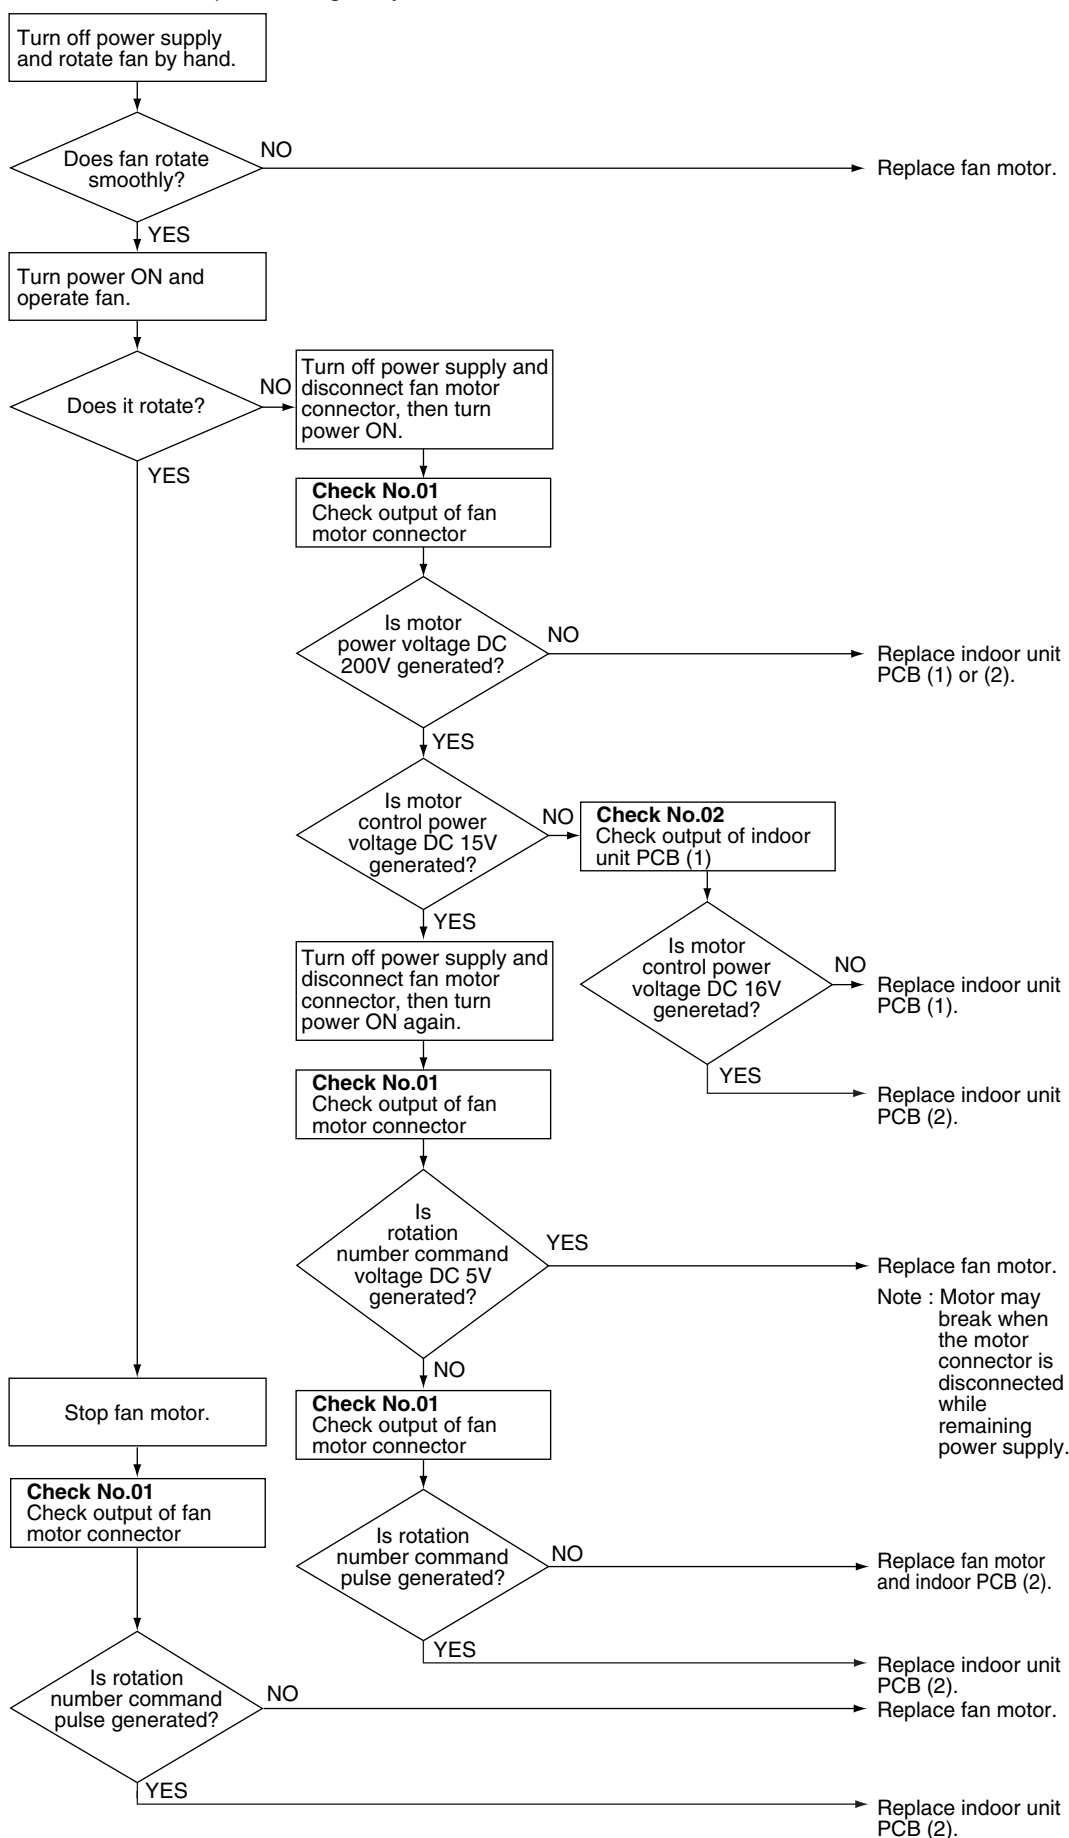 Turn off power supply
and rotate fan by hand.
Does fan rotate
smoothly?
NO
Replace fan motor.
YES
Turn power ON and
operate fan.
Does it rotate?
NO
Turn off power supply and
disconnect fan motor
connector, then turn
power ON.
YES
Check No.01
Check output of fan
motor connector
Is motor
power voltage DC
200V generated?
NO
Replace indoor unit
PCB (1) or (2).
YES
Is motor
control power
voltage DC 15V
generated?
NO
Check No.02
Check output of indoor
unit PCB (1)
YES
Is motor
control power
voltage DC 16V
generetad?
NO
Replace indoor unit
PCB (1).
YES
Replace indoor unit
PCB (2).
Turn off power supply and
disconnect fan motor
connector, then turn
power ON again.
Check No.01
Check output of fan
motor connector
Is
rotation
number command
voltage DC 5V
generated?
YES
Replace fan motor.
Note : Motor may
break when
the motor
connector is
disconnected
while
remaining
power supply.
NO
Check No.01
Check output of fan
motor connector
Is rotation
number command
pulse generated?
NO
Replace fan motor
and indoor PCB (2).
YES
Replace indoor unit
PCB (2).
Stop fan motor.
Check No.01
Check output of fan
motor connector
Is rotation
number command
pulse generated?
NO
Replace fan motor.
YES
Replace indoor unit
PCB (2).